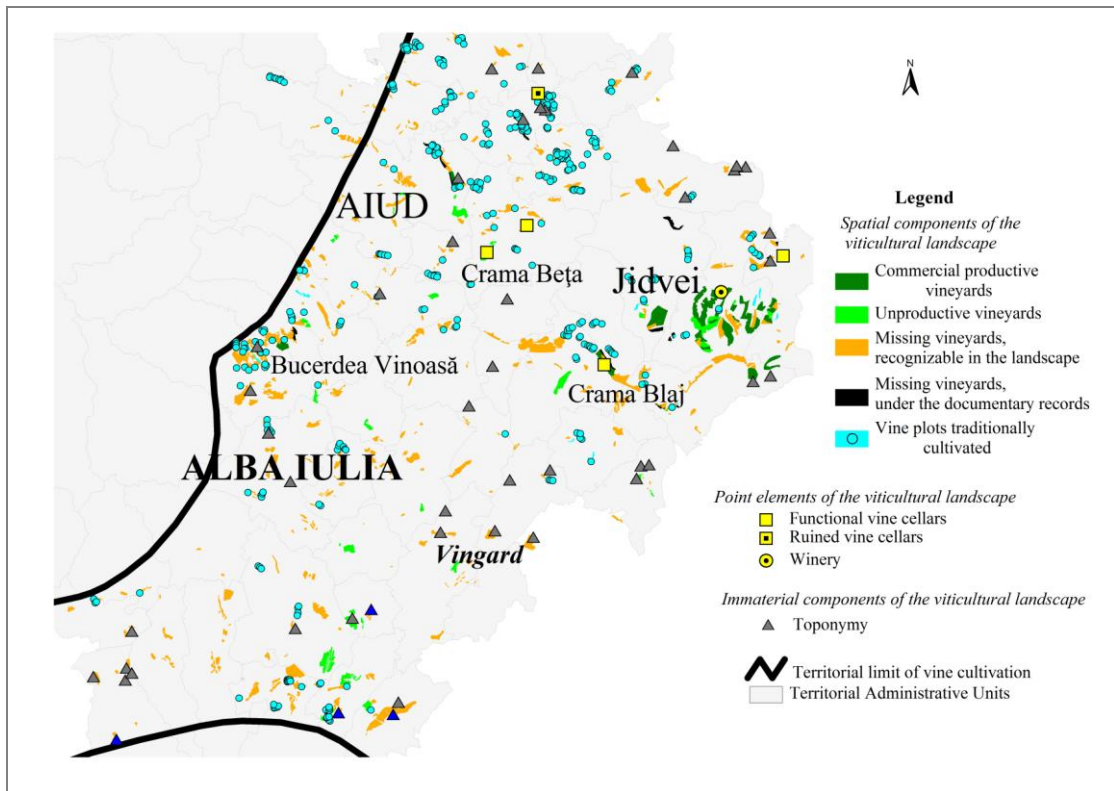 N
AIUD
Crama Beţa
Jidvei
Bucerdea Vinoasă
Crama Blaj
ALBA IULIA
Vingard
Legend
Spatial components of the
viticultural landscape
Commercial productive
vineyards
Unproductive vineyards
Missing vineyards,
recognizable in the landscape
Missing vineyards,
under the documentary records
Vine plots traditionally
cultivated
Point elements of the viticultural landscape
Functional vine cellars
Ruined vine cellars
Winery
Immaterial components of the viticultural landscape
Toponymy
Territorial limit of vine cultivation
Territorial Administrative Units